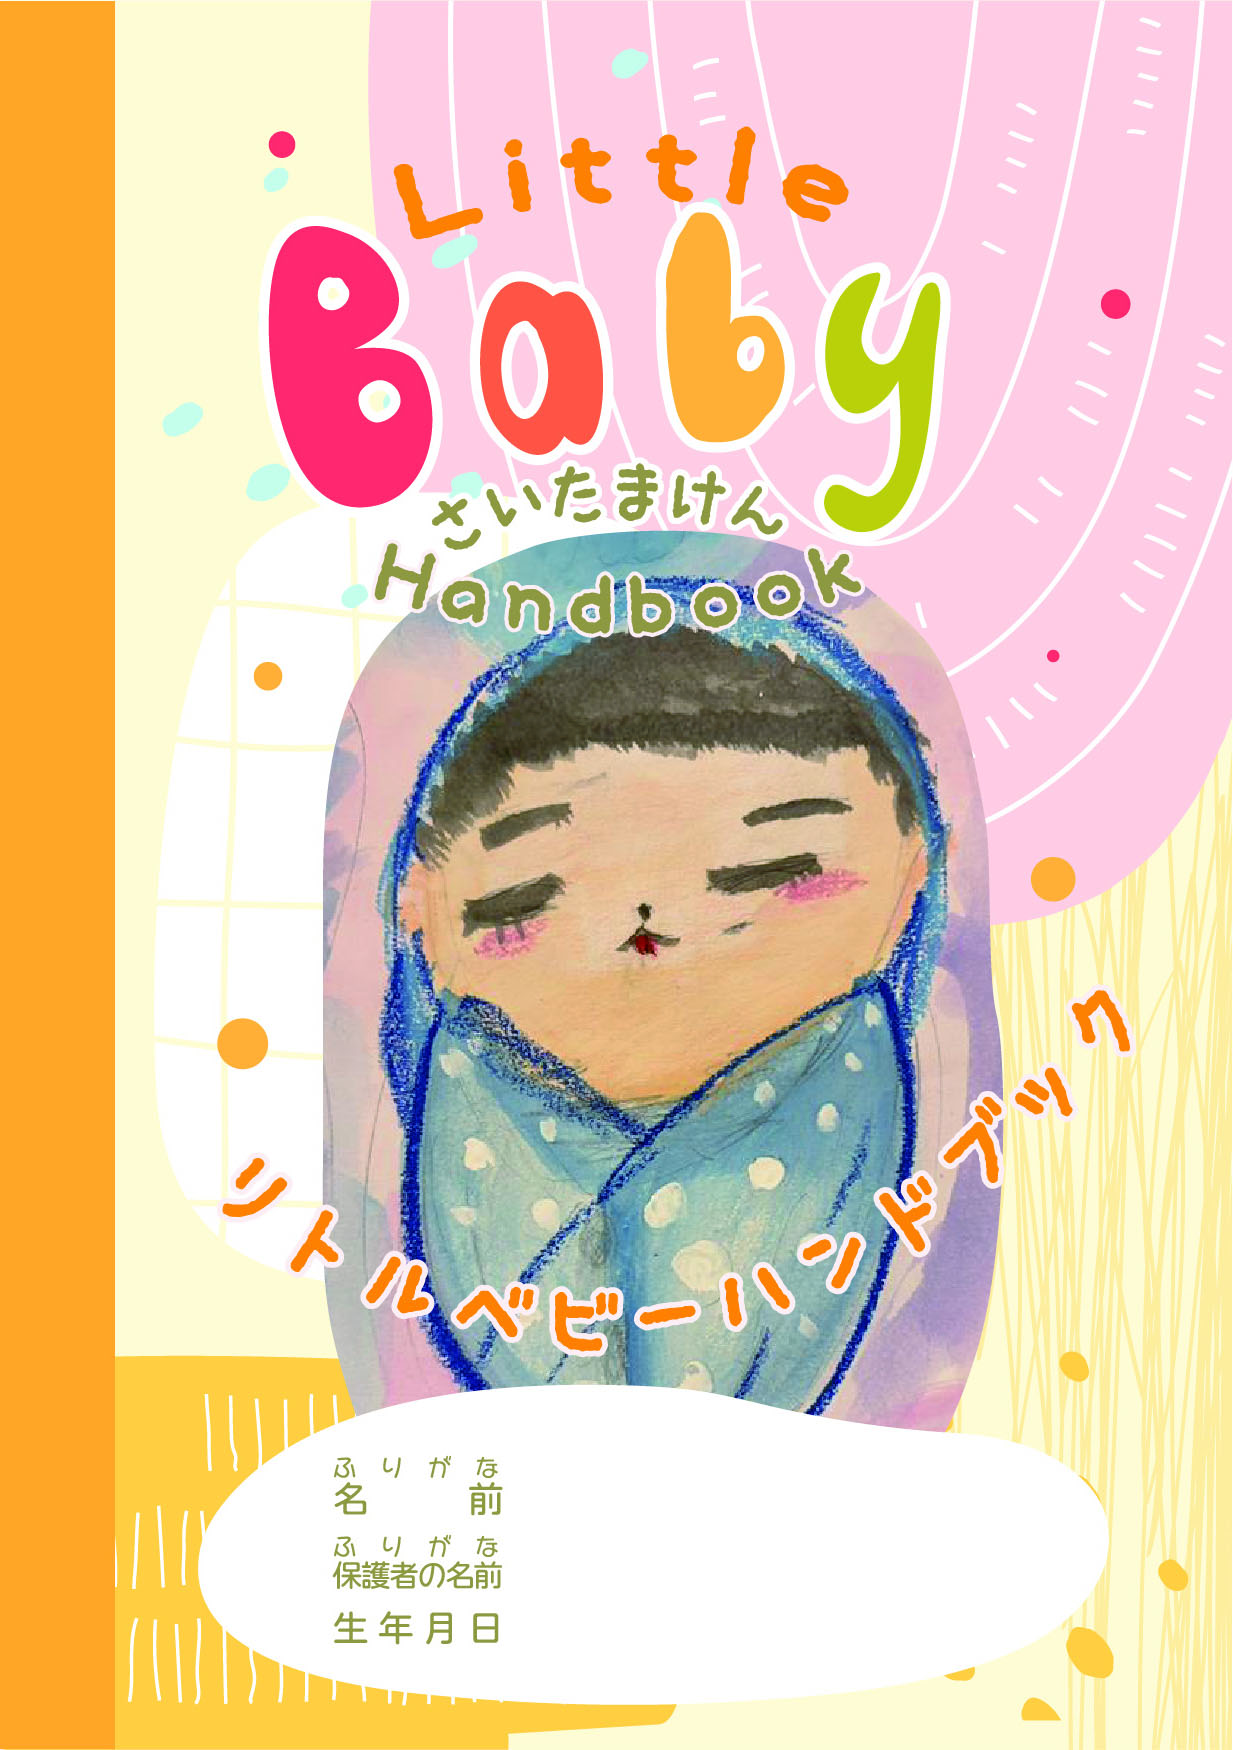 Little
Baby
さいたまけん
Handbook
リトルベビーハンドブック
ふりがな
名前
ふりがな
保護者の名前
生年月日